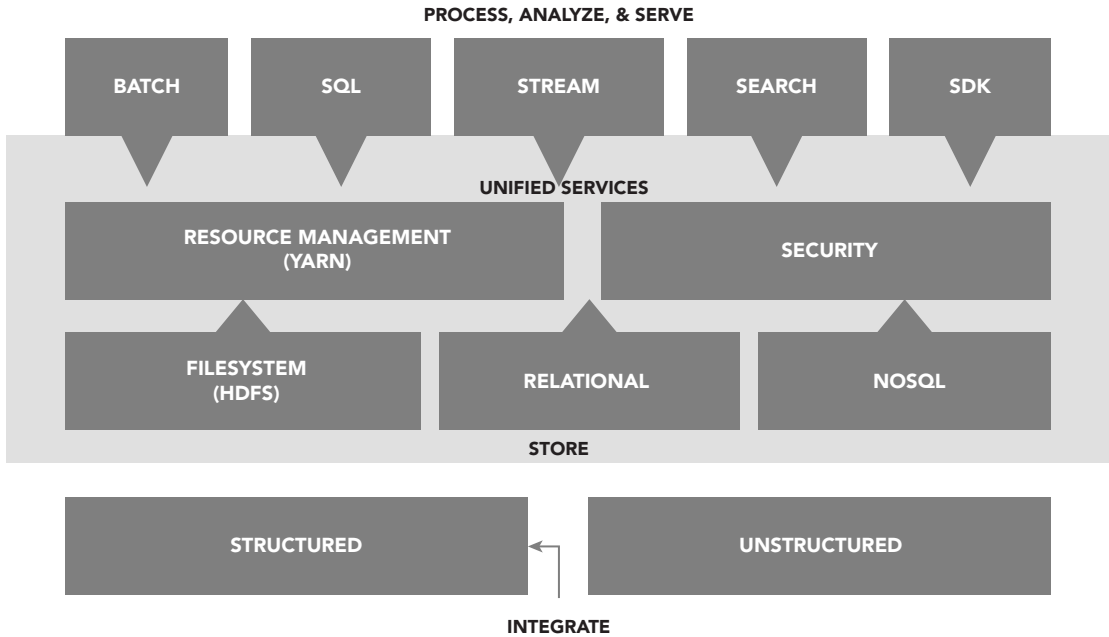 PROCESS, ANALYZE, & SERVE
BATCH
SQL
STREAM
SEARCH
SDK
UNIFIED SERVICES
RESOURCE MANAGEMENT
(YARN)
SECURITY
FILESYSTEM
(HDFS)
RELATIONAL
NOSQL
STORE
STRUCTURED
UNSTRUCTURED
INTEGRATE